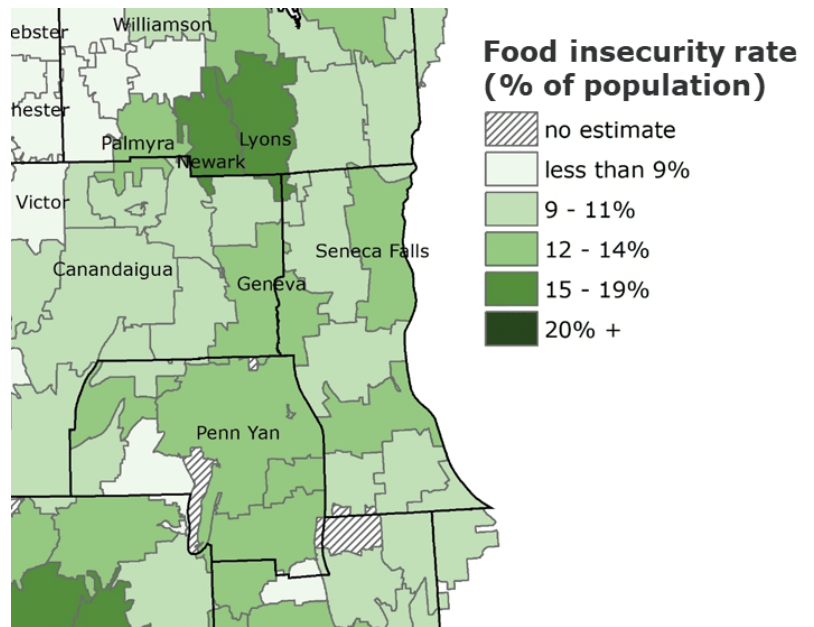 Williamson
ebster
hester
Palmyra
Lyons
Newark
Victor
Canandaigua
Geneva
Seneca Falls
Penn Yan
Food insecurity rate
(% of population)
no estimate
less than 9%
9 - 11%
12 - 14%
15 - 19%
20% +